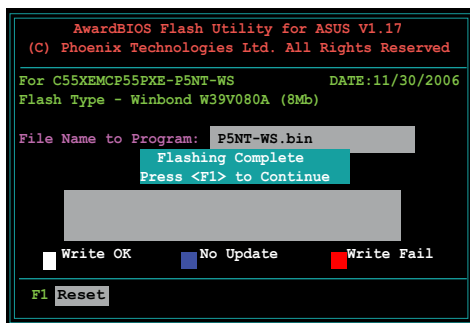 AwardBIOS Flash Utility for ASUS V1.17
(C) Phoenix Technologies Ltd. All Rights Reserved
For C55XEMCP55PXE-P5NT-WS DATE:11/30/2006
Flash Type - Winbond W39V080A (8Mb)
File Name to Program: P5NT-WS.bin
Flashing Complete
Press <F1> to Continue
Write OK No Update Write Fail
F1 Reset